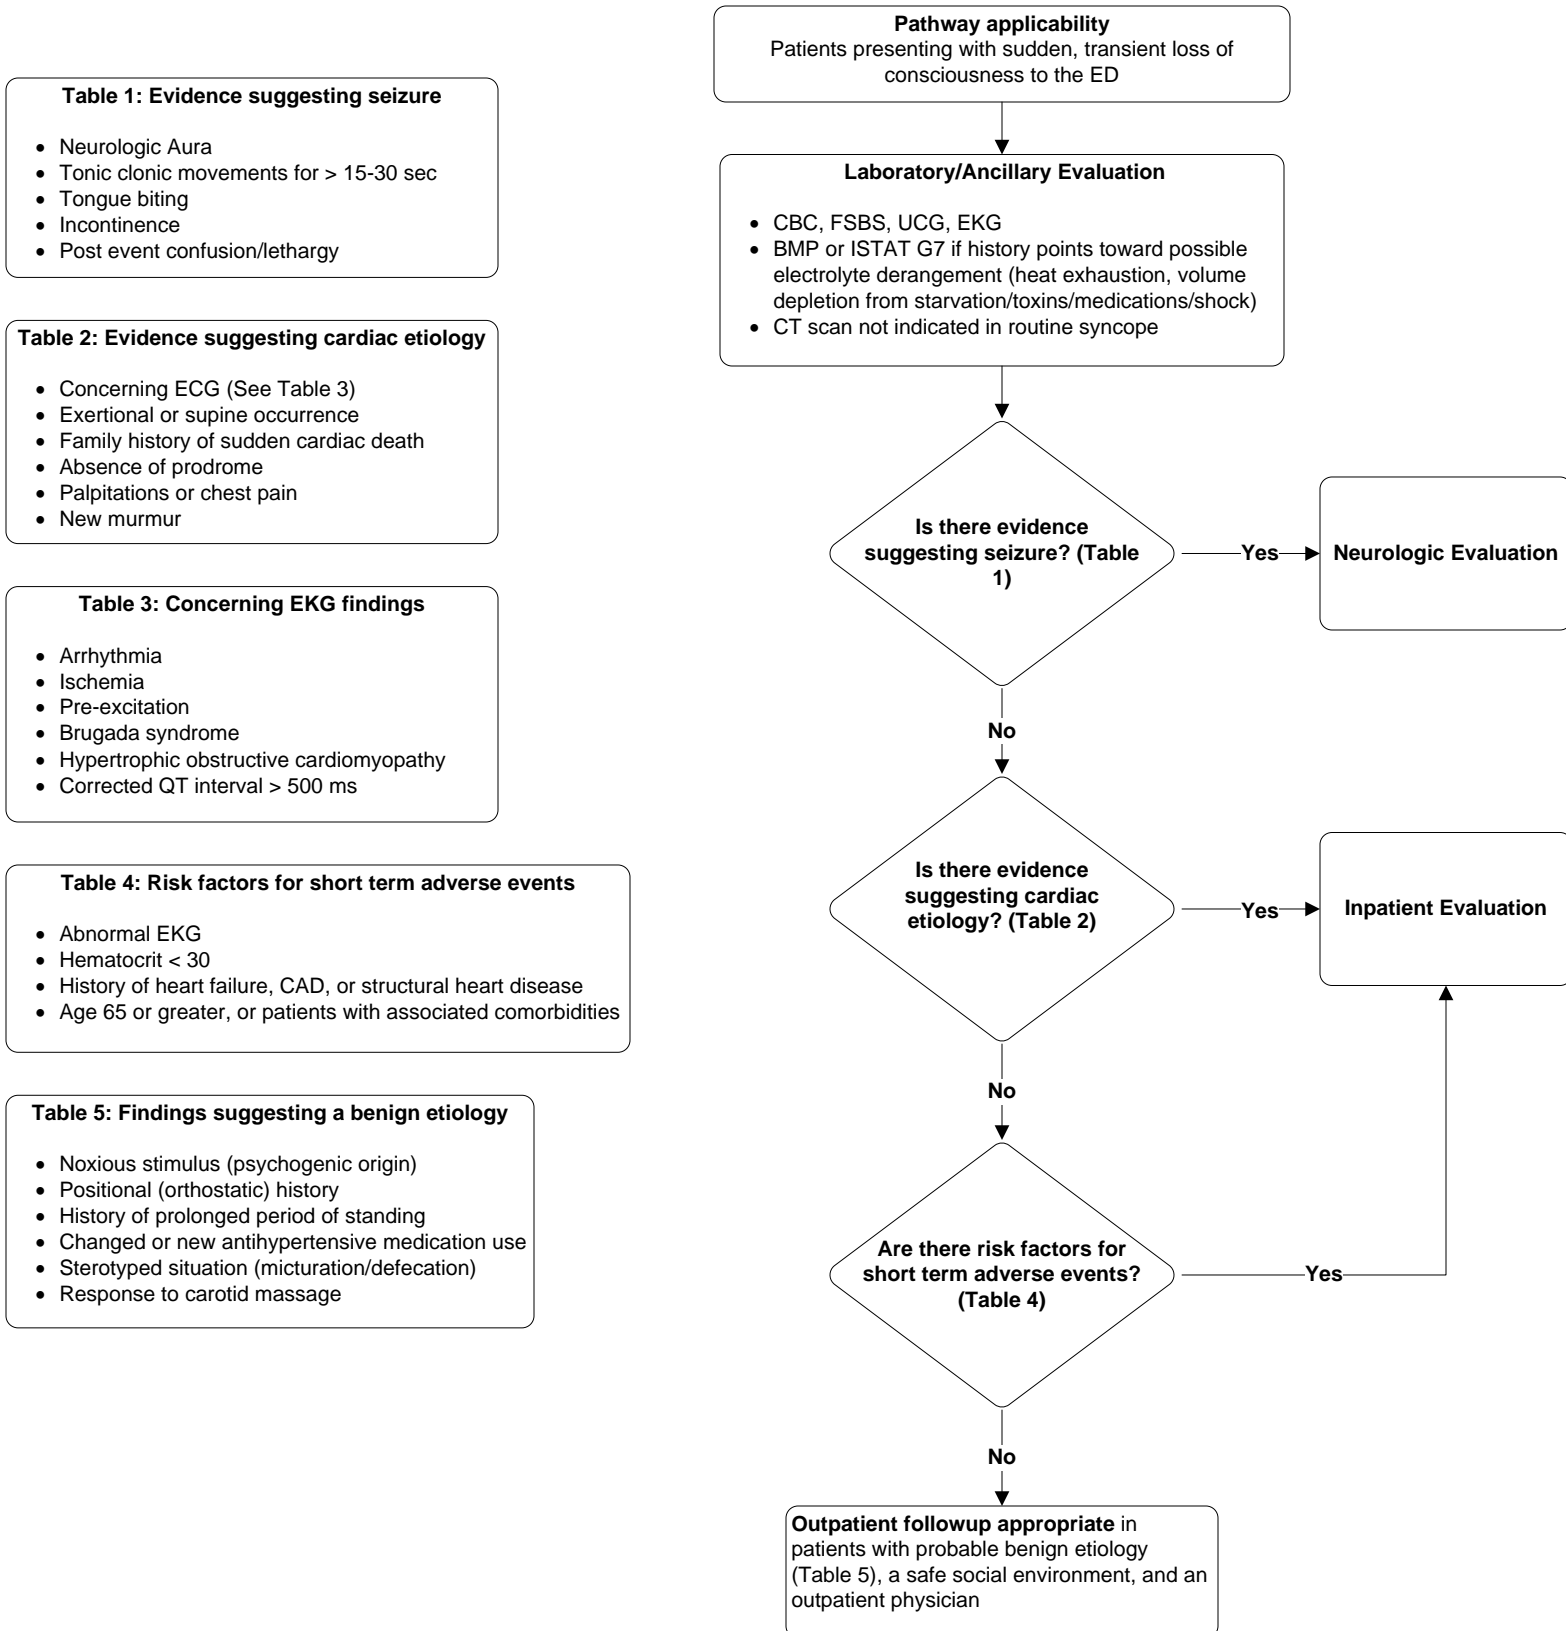 Pathway applicability
Patients presenting with sudden, transient loss of
consciousness to the ED
Table 1: Evidence suggesting seizure
• Neurologic Aura
• Tonic clonic movements for > 15-30 sec
• Tongue biting
• Incontinence
• Post event confusion/lethargy
Laboratory/Ancillary Evaluation
• CBC, FSBS, UCG, EKG
• BMP or ISTAT G7 if history points toward possible
electrolyte derangement (heat exhaustion, volume
depletion from starvation/toxins/medications/shock)
• CT scan not indicated in routine syncope
Table 2: Evidence suggesting cardiac etiology
• Concerning ECG (See Table 3)
• Exertional or supine occurrence
• Family history of sudden cardiac death
• Absence of prodrome
• Palpitations or chest pain
• New murmur
Is there evidence
suggesting seizure? (Table
1)
Yes
Neurologic Evaluation
No
Table 3: Concerning EKG findings
• Arrhythmia
• Ischemia
• Pre-excitation
• Brugada syndrome
• Hypertrophic obstructive cardiomyopathy
• Corrected QT interval > 500 ms
Is there evidence
suggesting cardiac
etiology? (Table 2)
Yes
Inpatient Evaluation
No
Table 4: Risk factors for short term adverse events
• Abnormal EKG
• Hematocrit < 30
• History of heart failure, CAD, or structural heart disease
• Age 65 or greater, or patients with associated comorbidities
Table 5: Findings suggesting a benign etiology
• Noxious stimulus (psychogenic origin)
• Positional (orthostatic) history
• History of prolonged period of standing
• Changed or new antihypertensive medication use
• Sterotyped situation (micturation/defecation)
• Response to carotid massage
Are there risk factors for
short term adverse events?
(Table 4)
Yes
No
Outpatient followup appropriate in
patients with probable benign etiology
(Table 5), a safe social environment, and an
outpatient physician